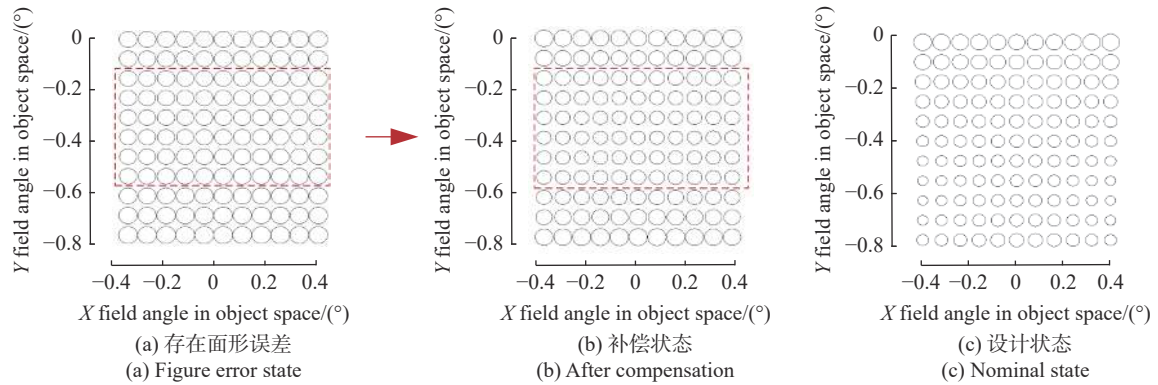 Y field angle in object space/(°)
0
−0.2
−0.4
−0.6
−0.8
−0.4
−0.2
0
0.2
0.4
X field angle in object space/(°)
(a) 存在面形误差
(a) Figure error state
Y field angle in object space/(°)
0
−0.2
−0.4
−0.6
−0.8
−0.4
−0.2
0
0.2
0.4
X field angle in object space/(°)
(b) 补偿状态
(b) After compensation
Y field angle in object space/(°)
0
−0.2
−0.4
−0.6
−0.8
−0.4
−0.2
0
0.2
0.4
X field angle in object space/(°)
(c) 设计状态
(c) Nominal state